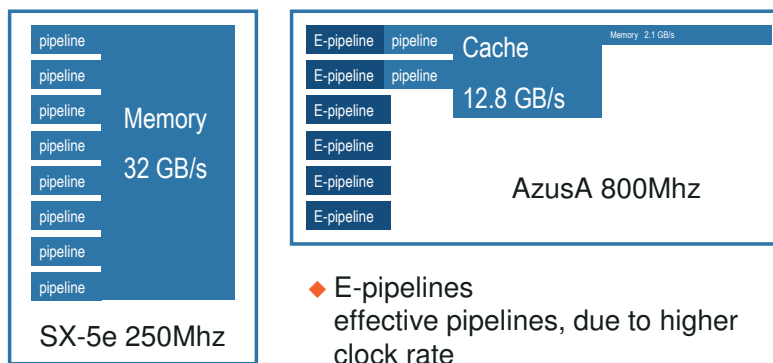 pipeline
pipeline
pipeline
pipeline
pipeline
pipeline
pipeline
pipeline
Memory
32 GB/s
SX-5e 250Mhz
E-pipeline pipeline
E-pipeline pipeline
E-pipeline
E-pipeline
E-pipeline
E-pipeline
Cache
12.8 GB/s
Memory 2.1 GB/s
AzusA 800Mhz
E-pipelines
effective pipelines, due to higher
clock rate